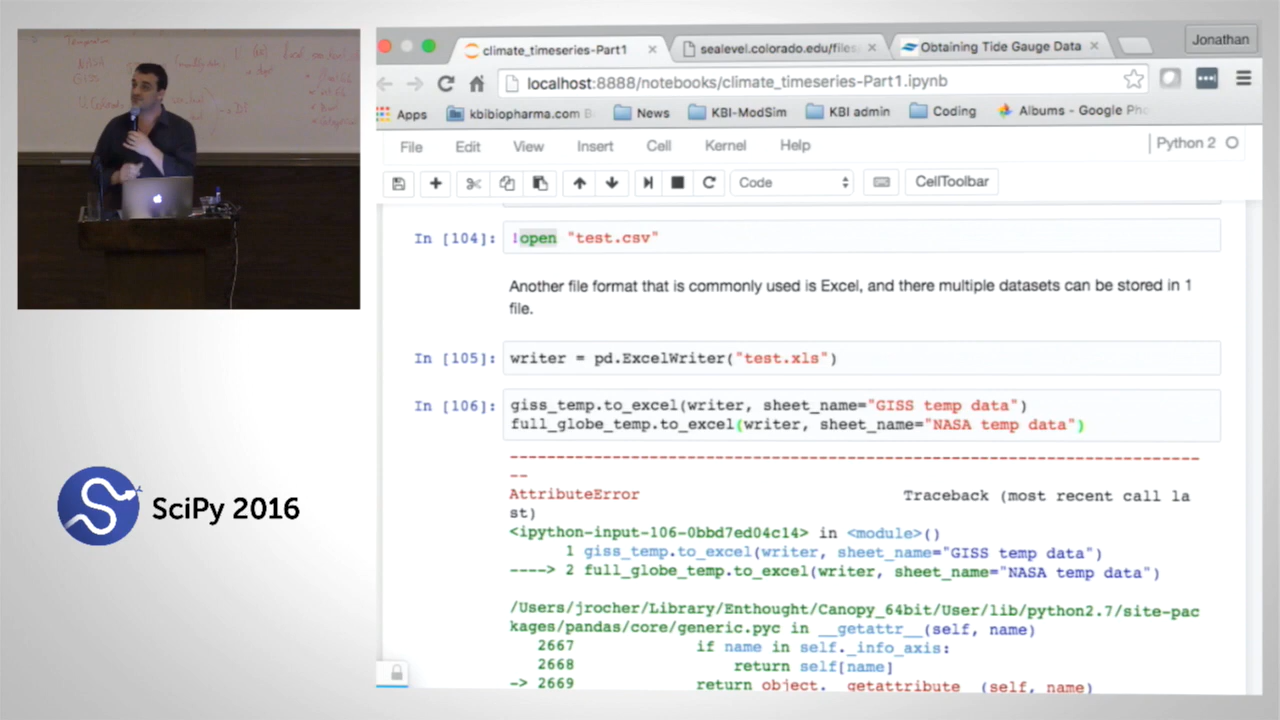 Temperature
NASA
GISS
climate_timeseries-Part1
sealevel.colorado.edu/files
Obtaining Tide Gauge Data
Jonathan
localhost:8888/notebooks/climate_timeseries-Part1.ipynb
Apps
kbibiopharma.com
News
KBI-ModSim
KBI admin
Coding
Albums - Google Pho
File Edit View Insert Cell Kernel Help
Python 2
Code
CellToolbar
In [104]: !open "test.csv"
Another file format that is commonly used is Excel, and there multiple datasets can be stored in 1
file.
In [105]: writer = pd.ExcelWriter("test.xls")
In [106]: giss_temp.to_excel(writer, sheet_name="GISS temp data")
full_globe_temp.to_excel(writer, sheet_name="NASA temp data")
---------------------------------------------------------------------------
--
AttributeError Traceback (most recent call la
st)
<ipython-input-106-0bbd7ed04c14> in <module>()
1 giss_temp.to_excel(writer, sheet_name="GISS temp data")
----> 2 full_globe_temp.to_excel(writer, sheet_name="NASA temp data")
/Users/jrocher/Library/Enthought/Canopy_64bit/User/lib/python2.7/site-pac
kages/pandas/core/generic.pyc in __getattr__(self, name)
2667 if name in self._info_axis:
2668 return self[name]
-> 2669 return object.__getattribute__(self, name)
SciPy 2016